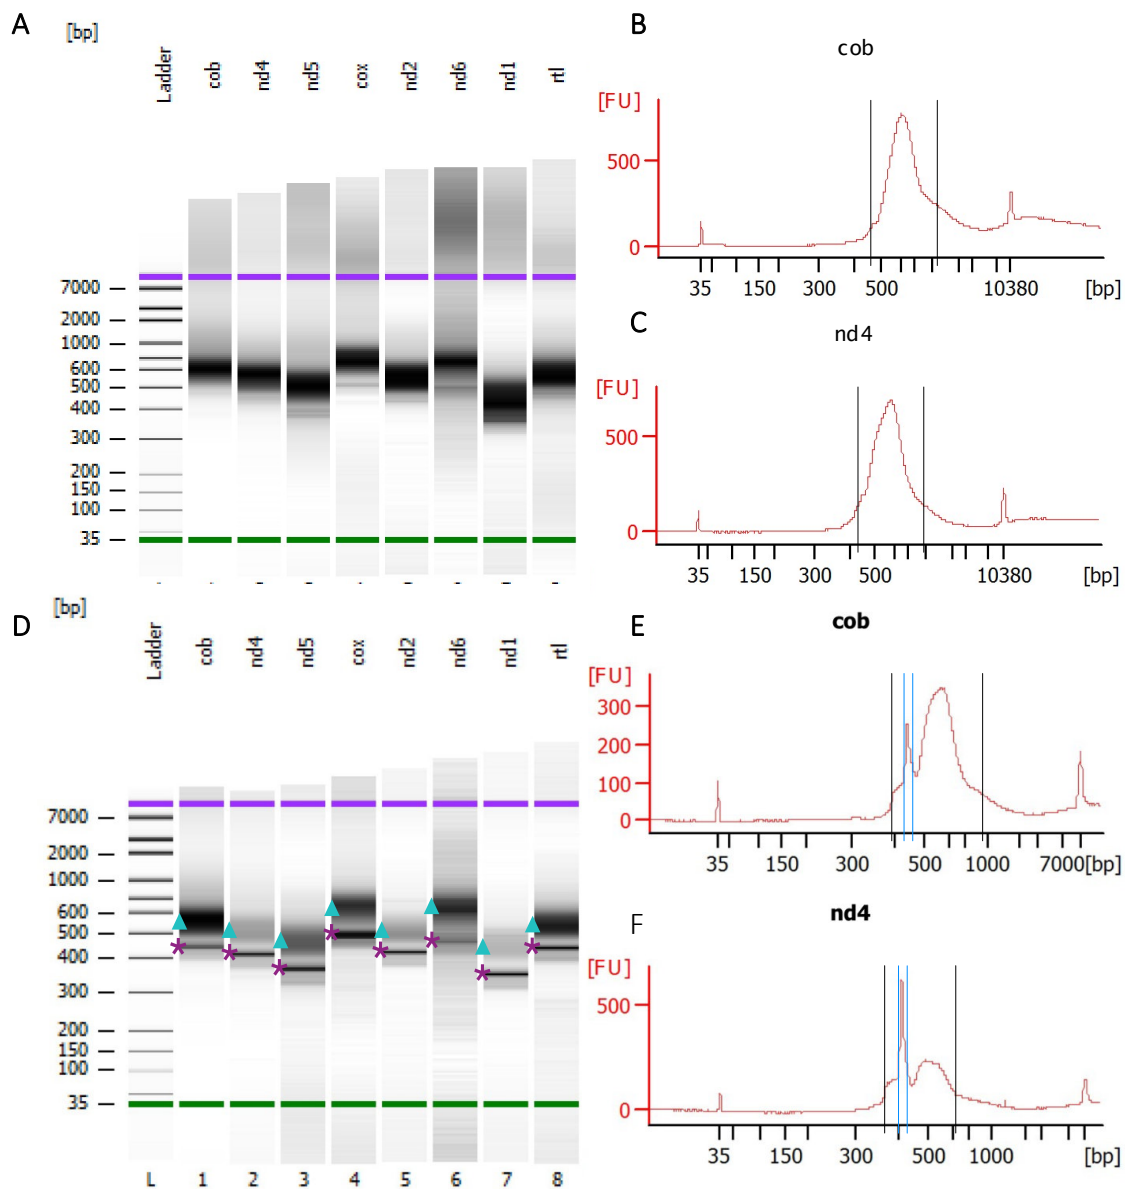 A
[bp]
Ladder cob nd4 nd5 cox nd2 nd6 nd1 rtl
7000
2000
1000
600
500
400
300
200
150
100
35
B
cob
[FU]
500
0
35 150 300 500 10380 [bp]
C
nd4
[FU]
500
0
35 150 300 500 10380 [bp]
D
[bp]
Ladder cob nd4 nd5 cox nd2 nd6 nd1 rtl
7000
2000
1000
600
500
400
300
200
150
100
35
L 1 2 3 4 5 6 7 8
E
cob
[FU]
300
200
100
0
35 150 300 500 1000 7000[bp]
F
nd4
[FU]
500
0
35 150 300 500 1000 [bp]